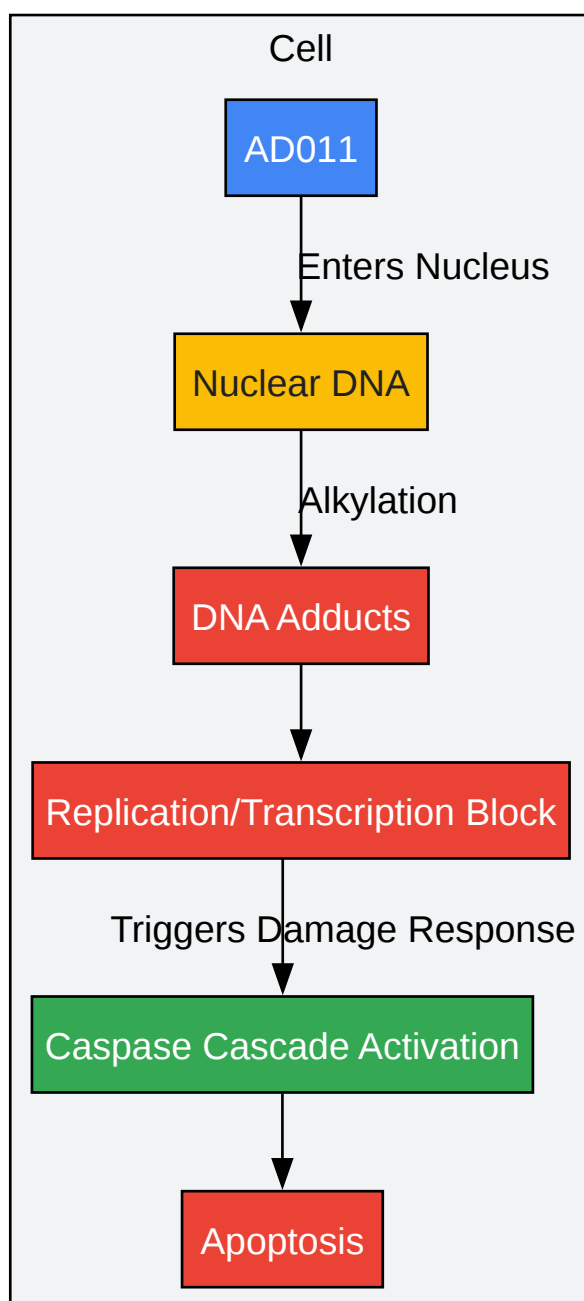 Cell
AD011
Enters Nucleus
Nuclear DNA
Alkylation
DNA Adducts
Replication/Transcription Block
Triggers Damage Response
Caspase Cascade Activation
Apoptosis